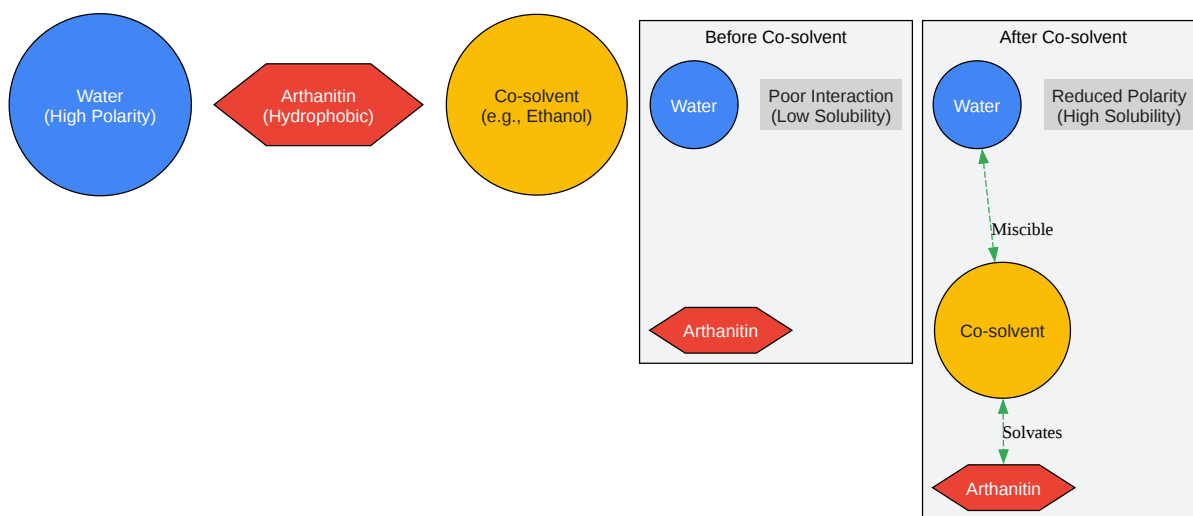 Water
(High Polarity)
Arthanitin
(Hydrophobic)
Co-solvent
(e.g., Ethanol)
Before Co-solvent
Water
Poor Interaction
(Low Solubility)
Arthanitin
After Co-solvent
Water
Reduced Polarity
(High Solubility)
Miscible
Co-solvent
Solvates
Arthanitin